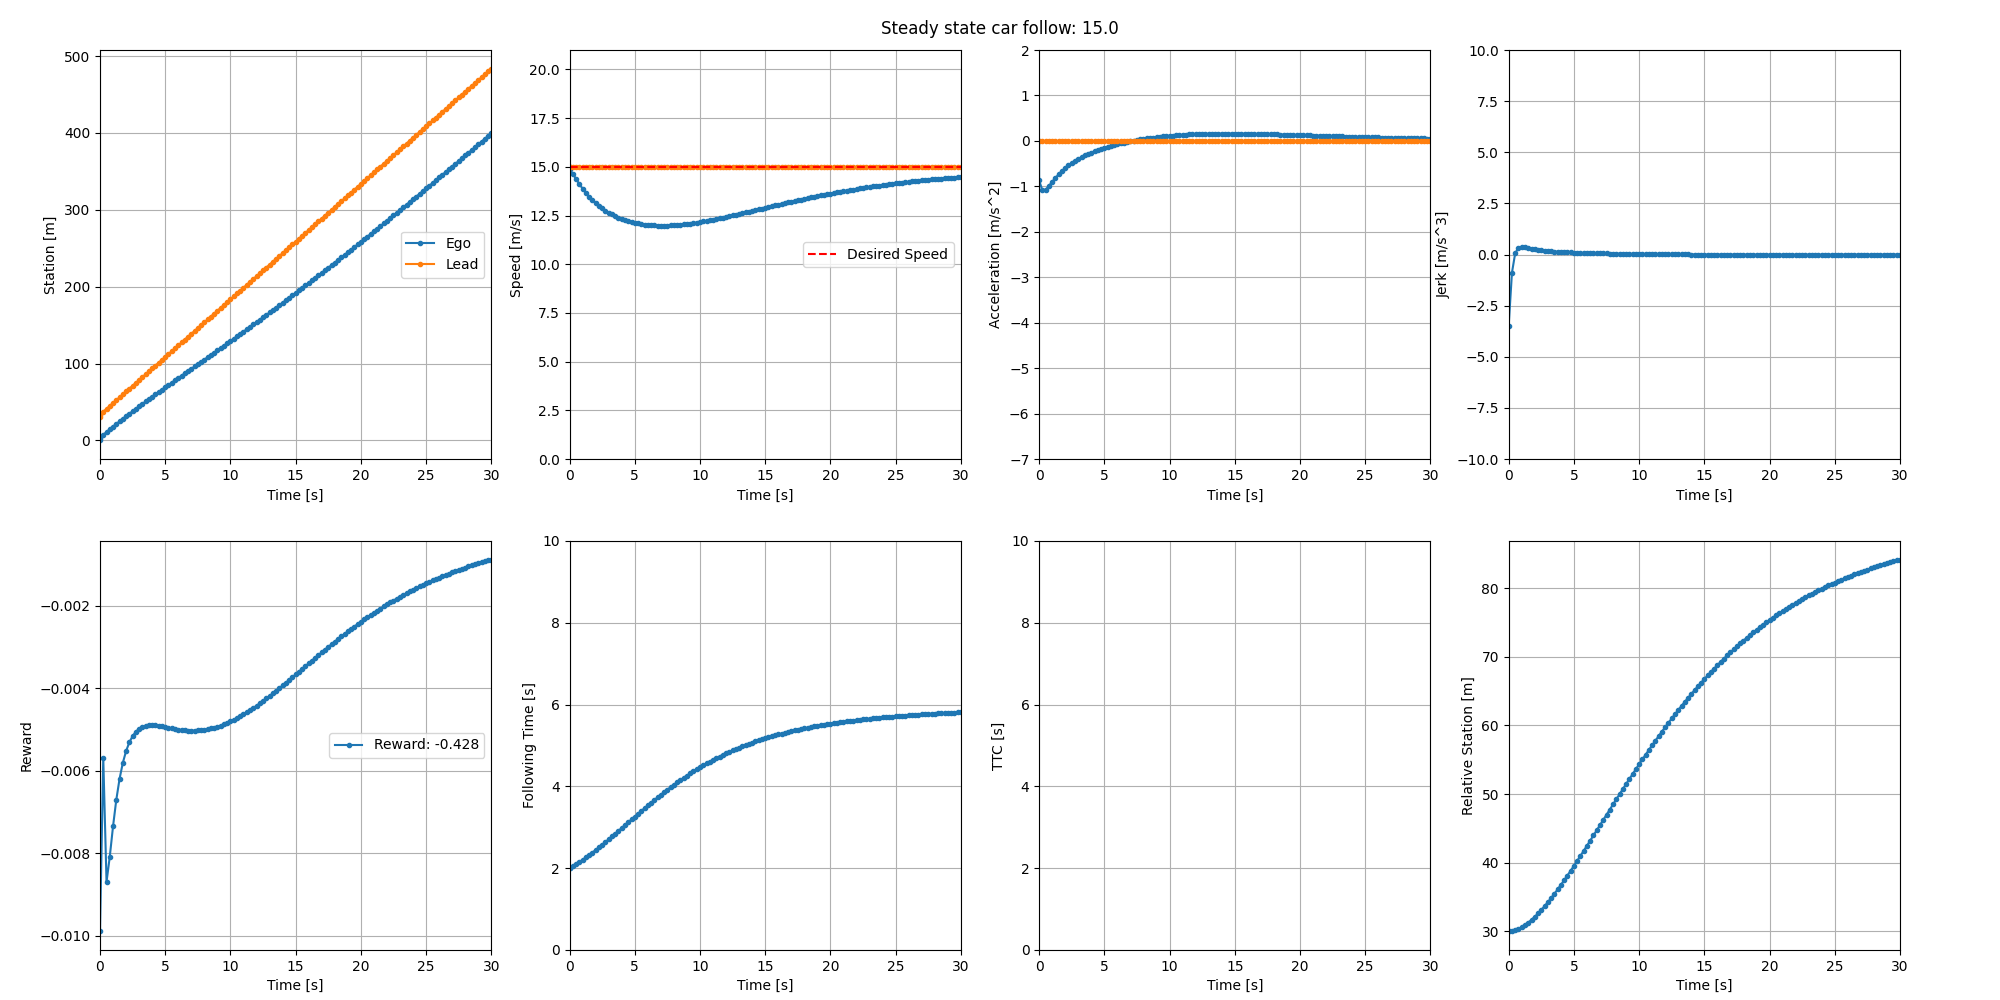 Steady state car follow: 15.0
Station [m]
500
400
300
200
100
0
Ego
Lead
0 5 10 15 20 25 30
Time [s]
Speed [m/s]
20.0
17.5
15.0
12.5
10.0
7.5
5.0
2.5
0.0
Desired Speed
0 5 10 15 20 25 30
Time [s]
Acceleration [m/s^2]
2
1
0
−1
−2
−3
−4
−5
−6
−7
0 5 10 15 20 25 30
Time [s]
Jerk [m/s^3]
10.0
7.5
5.0
2.5
0.0
−2.5
−5.0
−7.5
−10.0
0 5 10 15 20 25 30
Time [s]
Reward
−0.002
−0.004
−0.006
−0.008
−0.010
Reward: -0.428
0 5 10 15 20 25 30
Time [s]
Following Time [s]
10
8
6
4
2
0
0 5 10 15 20 25 30
Time [s]
TTC [s]
10
8
6
4
2
0
0 5 10 15 20 25 30
Time [s]
Relative Station [m]
80
70
60
50
40
30
0 5 10 15 20 25 30
Time [s]